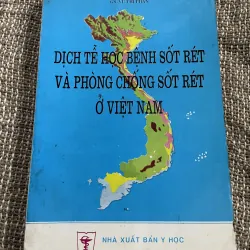 DỊCH TỄ HỌC BỆNH SỐT RÉT
VÀ PHÒNG CHỐNG SỐT RÉT
Ở VIỆT NAM
NHÀ XUẤT BẢN Y HỌC